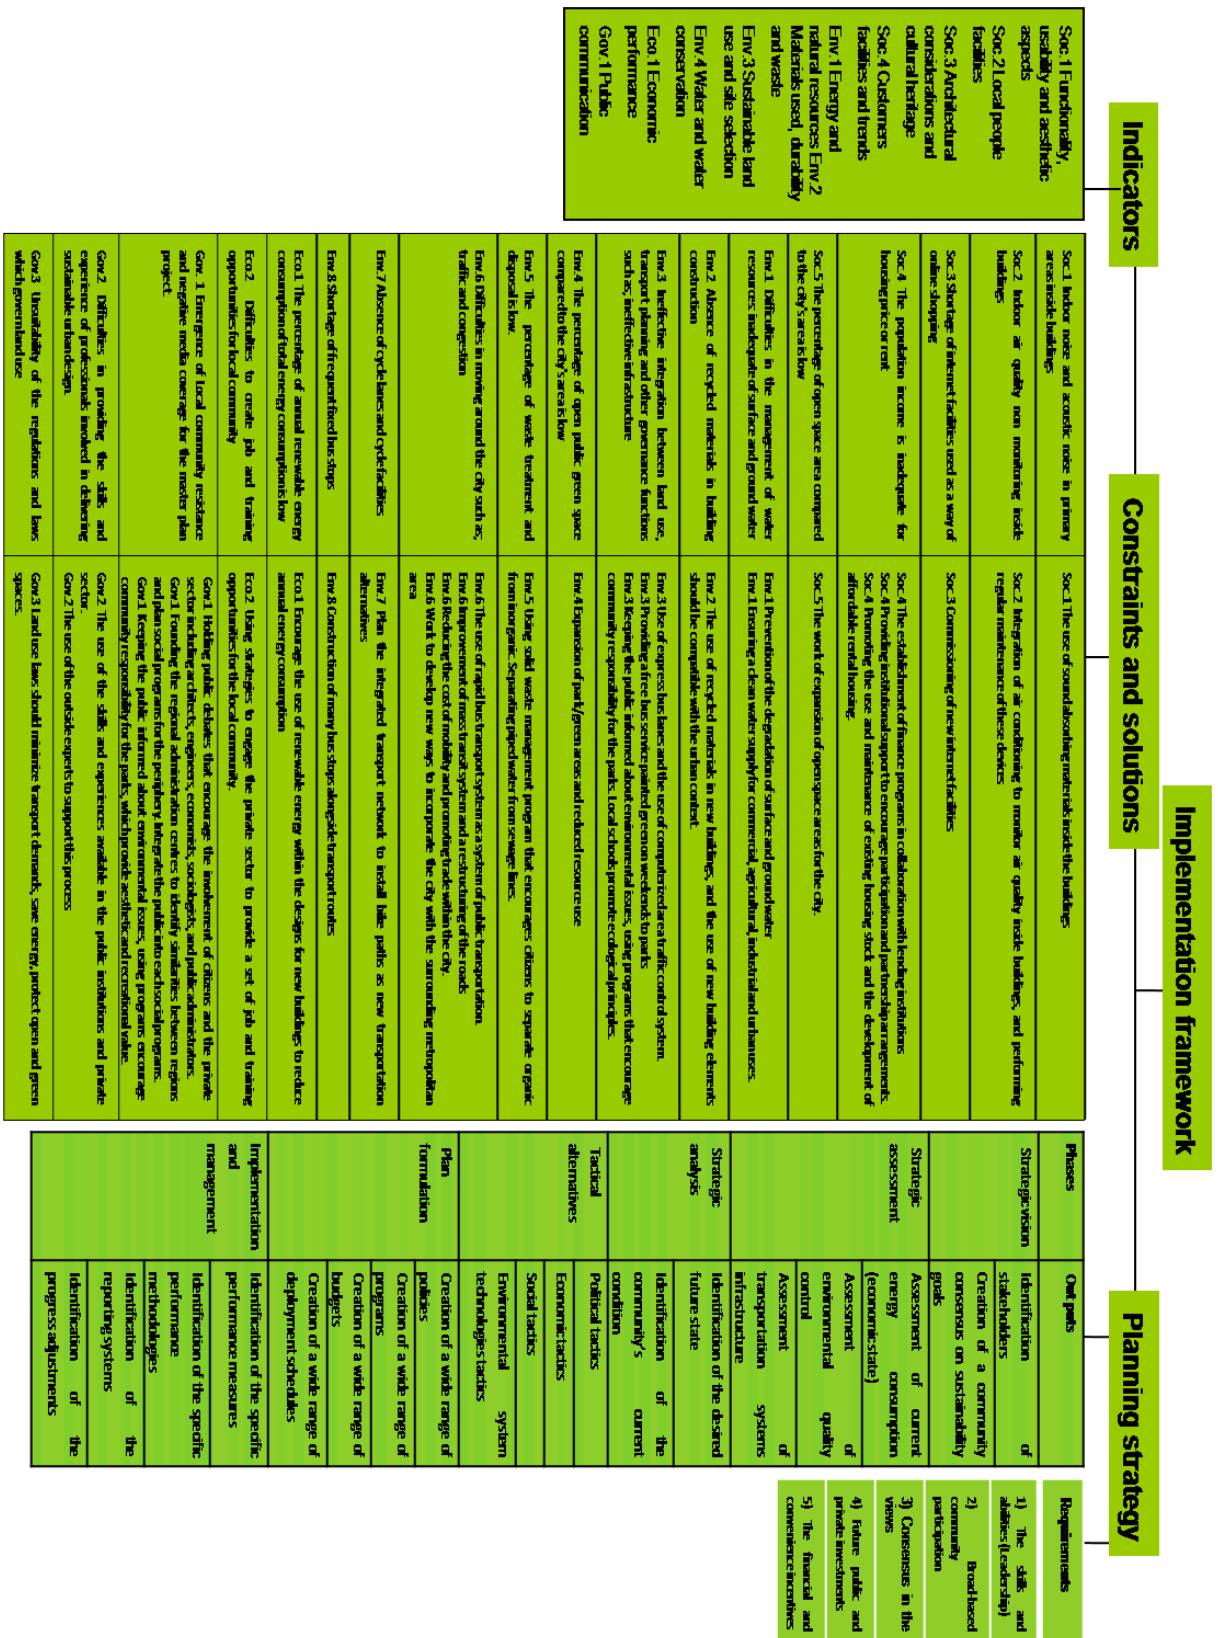 Implementation framework
Indicators
Constraints and solutions
Planning strategy
Soc.1 Functionality,
usability and aesthetic
aspects
Soc.2 Local people
facilities
Soc.3 Architectural
considerations and
cultural heritage
Soc.4 Customers
facilities and trends
Env.1 Energy and
natural resources Env.2
Materials used, durability
and waste
Env.3 Sustainable land
use and site selection
Env.4 Water and water
conservation
Eco.1 Economic
performance
Gov.1 Public
communication
Soc.1 Indoor noise and acoustic noise in primary
areas inside buildings
Soc.1 The use of sound absorbing materials inside the buildings
Soc.2 Indoor air quality non monitoring inside
buildings
Soc.2 Integration of air conditioning to monitor air quality inside buildings, and performing
regular maintenance of these devices
Soc.3 Shortage of internet facilities used as a way of
online shopping
Soc.3 Commissioning of new internet facilities
Soc.4 The population income is inadequate for
housing price or rent
Soc.4 The establishment of finance programs in collaboration with lending institutions
Soc.4 Providing institutional support to encourage participation and partnership arrangements.
Soc.4 Promoting the use and maintenance of existing housing stock and the development of
affordable rental housing.
Soc.5 The percentage of open space area compared
to the city's area is low
Soc.5 The work of expansion of open space areas for the city.
Env.1 Difficulties in the management of water
resources: inadequate of surface and ground water
Env.1 Prevention of the degradation of surface and ground water
Env.1 Ensuring a clean water supply for commercial, agricultural, industrial and urban uses.
Env.2 Absence of recycled materials in building
construction
Env.2 The use of recycled materials in new buildings, and the use of new building elements
should be compatible with the urban context.
Env.3 Ineffective integration between land use,
transport planning and other governance functions
such as; ineffective infrastructure
Env.3 Use of express bus lanes and the use of computerized area traffic control system.
Env.3 Providing a free bus service painted green on weekends to parks
Env.3 Keeping the public informed about environmental issues, using programs that encourage
community responsibility for the parks. Local schools promote ecological principles.
Env.4 The percentage of open public green space
compared to the city's area is low
Env.4 Expansion of park/green areas and reduced resource use
Env.5 The percentage of waste treatment and
disposal is low.
Env.5 Using solid waste management program that encourages citizens to separate organic
from inorganic. Separating piped water from sewage lines.
Env.6 Difficulties in moving around the city such as;
traffic and congestion
Env.6 The use of rapid bus transport system as a system of public transportation.
Env.6 Improvement of mass transit system and a restructuring of the roads
Env.6 Reducing the cost of mobility and promoting trade within the city.
Env.6 Work to develop new ways to incorporate the city with the surrounding metropolitan
area
Env.7 Absence of cycle lanes and cycle facilities
Env.7 Plan the integrated transport network to install bike paths as new transportation
alternatives
Env.8 Shortage of frequent fixed bus stops
Env.8 Construction of many bus stops alongside transport routes
Eco.1 The percentage of annual renewable energy
consumption of total energy consumption is low
Eco.1 Encourage the use of renewable energy within the designs for new buildings to reduce
annual energy consumption
Eco.2 Difficulties to create job and training
opportunities for local community
Eco.2 Using strategies to engage the private sector to provide a set of job and training
opportunities for the local community.
Gov. 1 Emergence of Local community resistance
and negative media coverage for the master plan
project.
Gov.1 Holding public debates that encourage the involvement of citizens and the private
sector including architects, engineers, economists, sociologists, and public administrators.
Gov.1 Founding the regional administration centres to identify similarities between regions
and plan social programs for the periphery. Integrate the public into each social programs.
Gov.1 Keeping the public informed about environmental issues, using programs encourage
community responsibility for the parks, which provide aesthetic and recreational value.
Gov.2 Difficulties in providing the skills and
experience of professionals involved in delivering
sustainable urban design.
Gov.2 The use of the skills and experiences available in the public institutions and private
sector.
Gov.2 The use of the outside experts to support this process
Gov.3 Unsuitability of the regulations and laws
which govern land use
Gov.3 Land use laws should minimize transport demands, save energy, protect open and green
spaces.
Phases
Out puts
Strategic vision
Identification of
stakeholders
Creation of a community
consensus on sustainability
goals
Strategic
assessment
Assessment of current
energy consumption
(economic state)
Assessment of
environmental quality
control
Assessment of
transportation systems
infrastructure
Strategic
analysis
Identification of the desired
future state
Identification of the
community's current
condition
Tactical
alternatives
Political tactics
Economic tactics
Social tactics
Environmental system
technologies tactics
Plan
formulation
Creation of a wide range of
policies
Creation of a wide range of
programs
Creation of a wide range of
budgets
Creation of a wide range of
deployment schedules
Implementation
and
management
Identification of the specific
performance measures
Identification of the specific
performance
methodologies
Identification of the
reporting systems
Identification of the
progress adjustments
Requirements
1) The skills and
abilities (Leadership)
2) Broad-based
community
participation
3) Consensus in the
views
4) Future public and
private investments
5) The financial and
convenience incentives